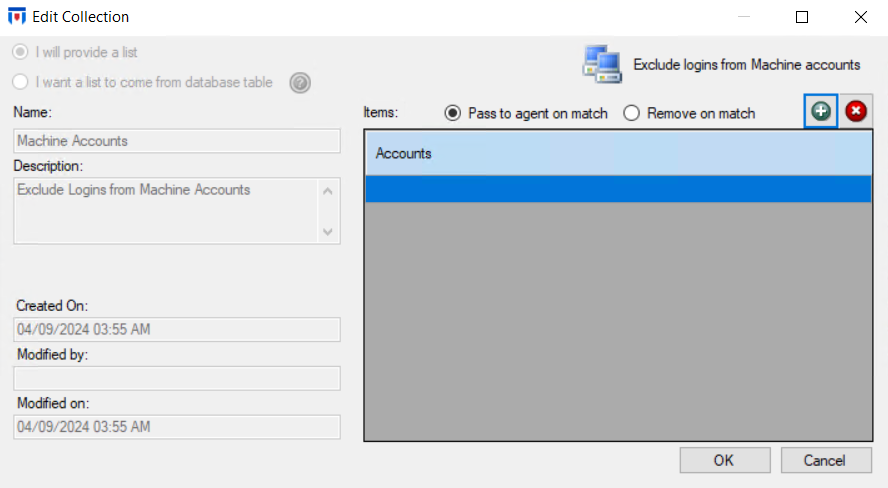 Edit Collection
I will provide a list
I want a list to come from database table
?
Exclude logins from Machine accounts
Name:
Machine Accounts
Description:
Exclude Logins from Machine Accounts
Items:
Pass to agent on match
Remove on match
Accounts
Created On:
04/09/2024 03:55 AM
Modified by:
Modified on:
04/09/2024 03:55 AM
OK
Cancel